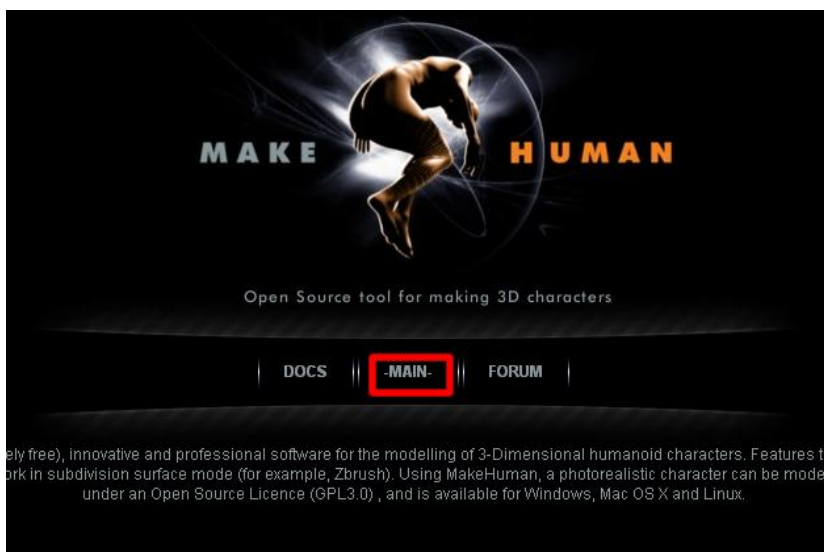 MAKE HUMAN
Open Source tool for making 3D characters
DOCS -MAIN- FORUM
ely free), innovative and professional software for the modelling of 3-Dimensional humanoid characters. Features t
ork in subdivision surface mode (for example, Zbrush). Using MakeHuman, a photorealistic character can be mode
under an Open Source Licence (GPL3.0) , and is available for Windows, Mac OS X and Linux.